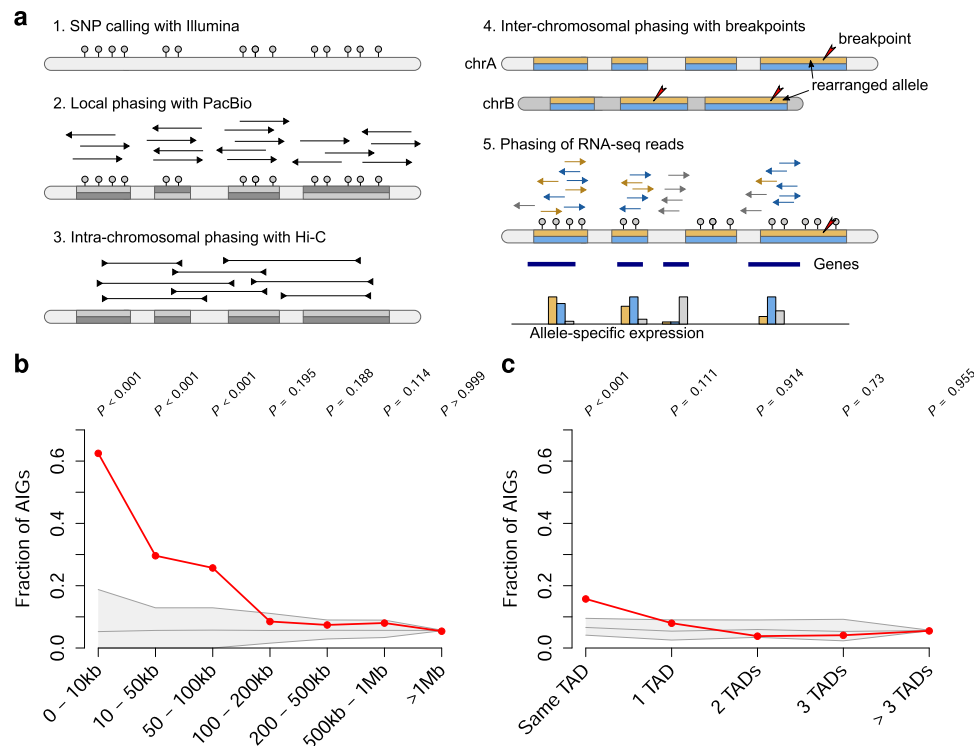 a
1. SNP calling with Illumina
2. Local phasing with PacBio
3. Intra-chromosomal phasing with Hi-C
4. Inter-chromosomal phasing with breakpoints
breakpoint
chrA
rearranged allele
chrB
5. Phasing of RNA-seq reads
Genes
Allele-specific expression
b
P < 0.001
P < 0.001
P < 0.001
P = 0.195
P = 0.188
P = 0.114
P > 0.999
Fraction of AIGs
0.6
0.4
0.2
0.0
0 – 10kb
10 – 50kb
50 – 100kb
100 – 200kb
200 – 500kb
500kb – 1Mb
>1Mb
c
P < 0.001
P = 0.111
P = 0.914
P = 0.73
P = 0.955
Fraction of AIGs
0.6
0.4
0.2
0.0
Same TAD
1 TAD
2 TADs
3 TADs
> 3 TADs